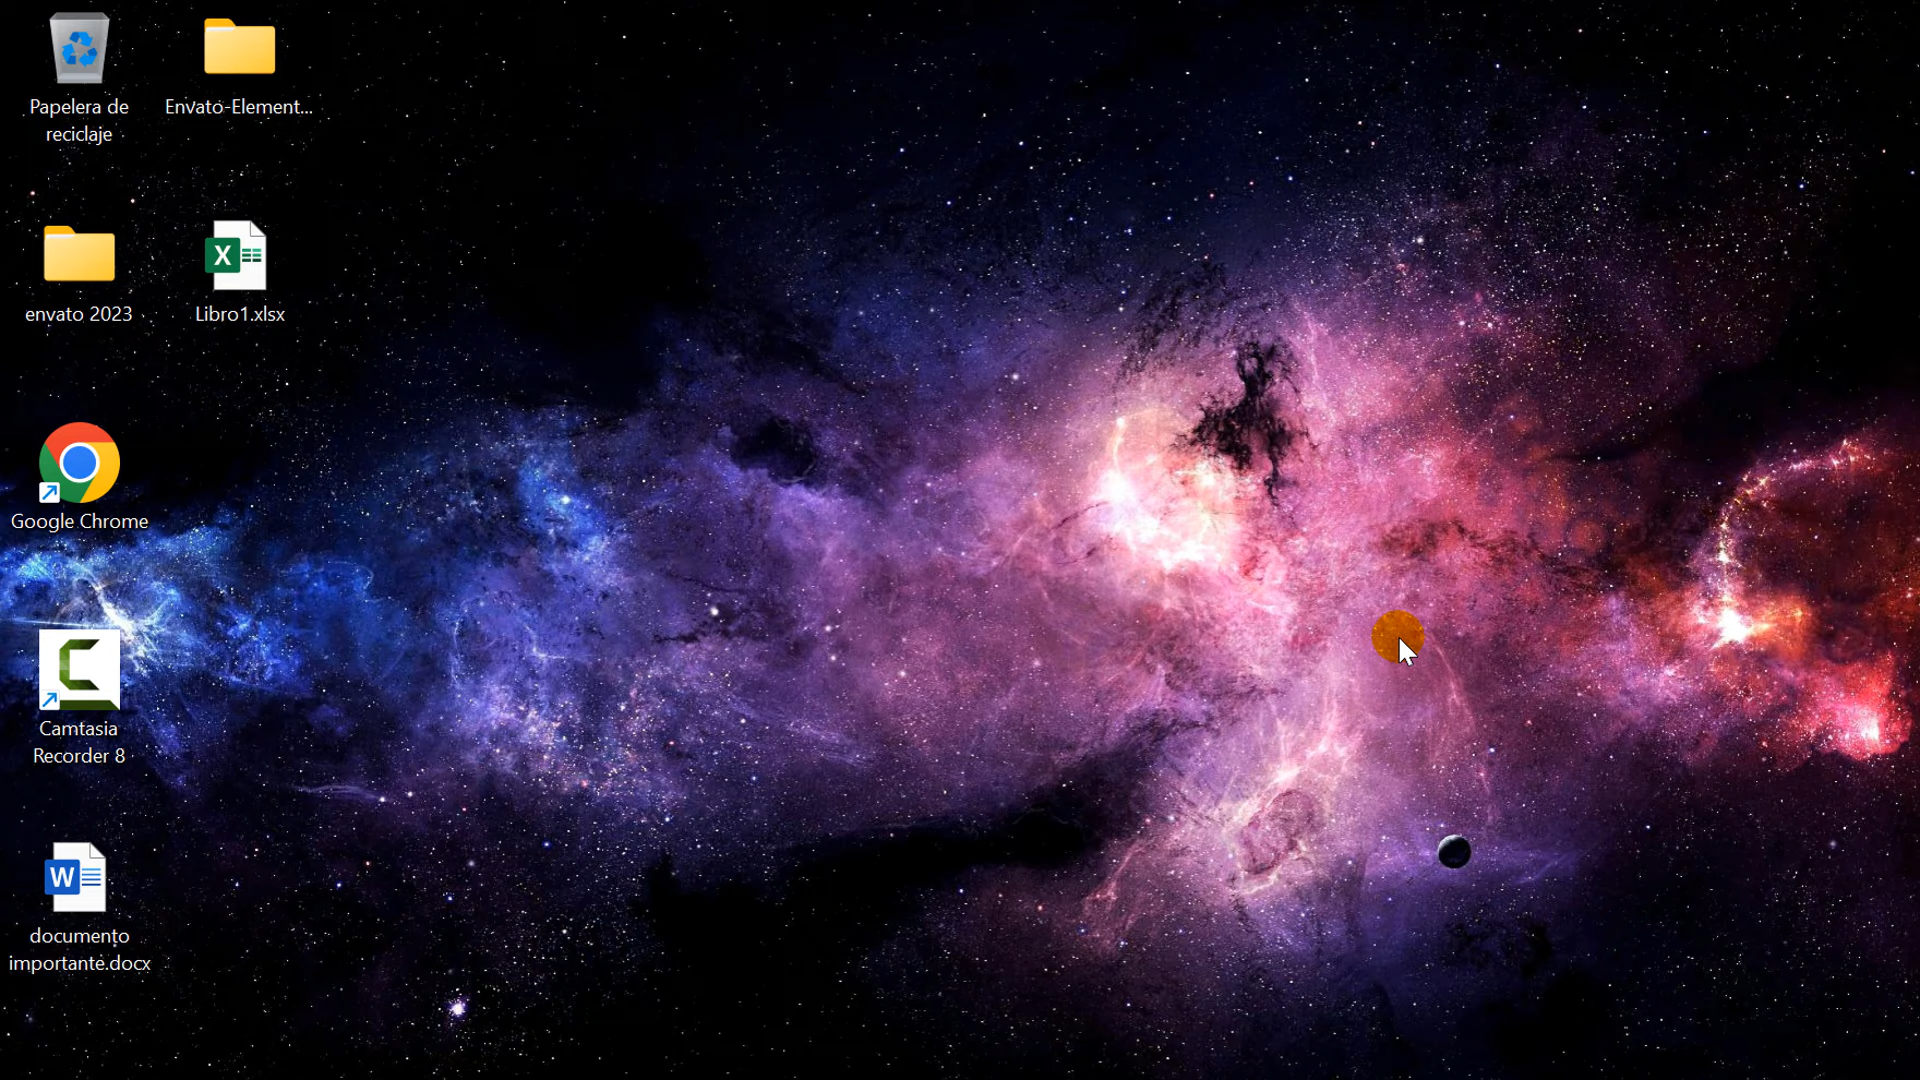 Papelera de
reciclaje
Envato-Element...
envato 2023
Libro1.xlsx
Google Chrome
Camtasia
Recorder 8
documento
importante.docx